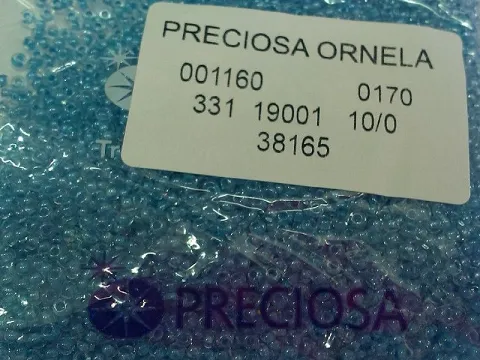 PRECIOSA ORNELA
001160 0170
331 19001 10/0
38165
PRECIOSA